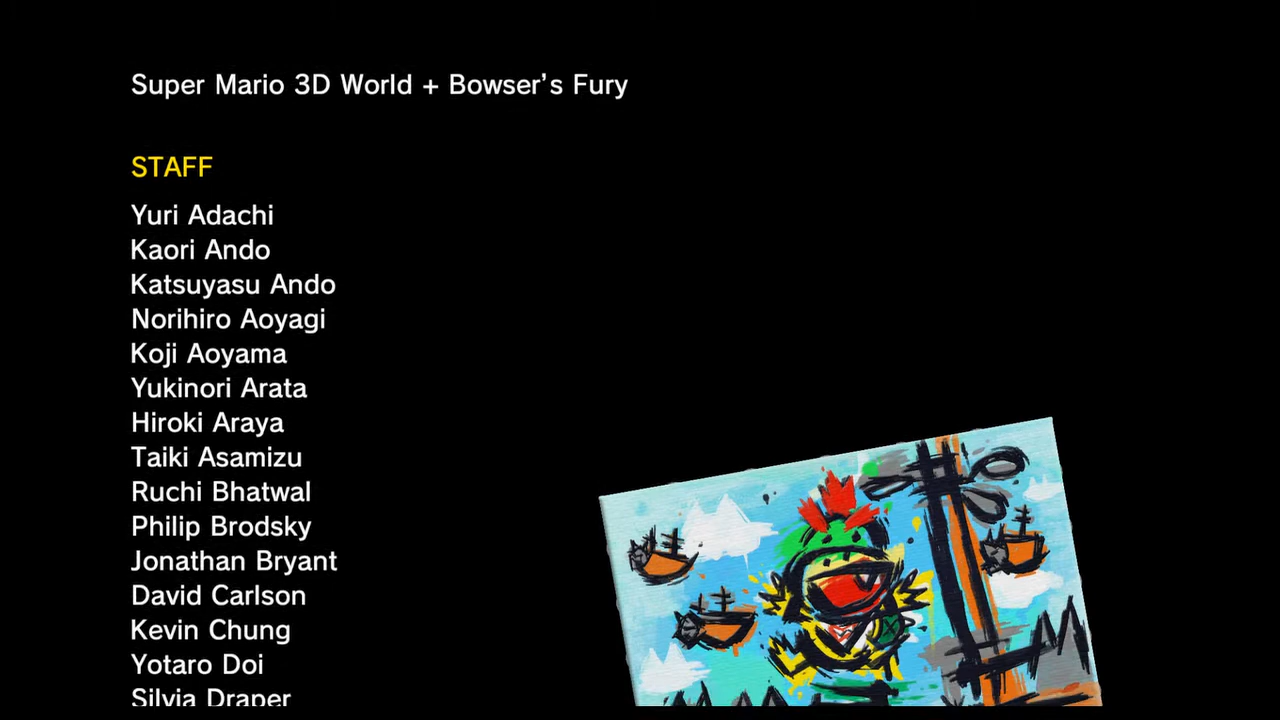 Super Mario 3D World + Bowser’s Fury
STAFF
Yuri Adachi
Kaori Ando
Katsuyasu Ando
Norihiro Aoyagi
Koji Aoyama
Yukinori Arata
Hiroki Araya
Taiki Asamizu
Ruchi Bhatwal
Philip Brodsky
Jonathan Bryant
David Carlson
Kevin Chung
Yotaro Doi
Silvia Draper